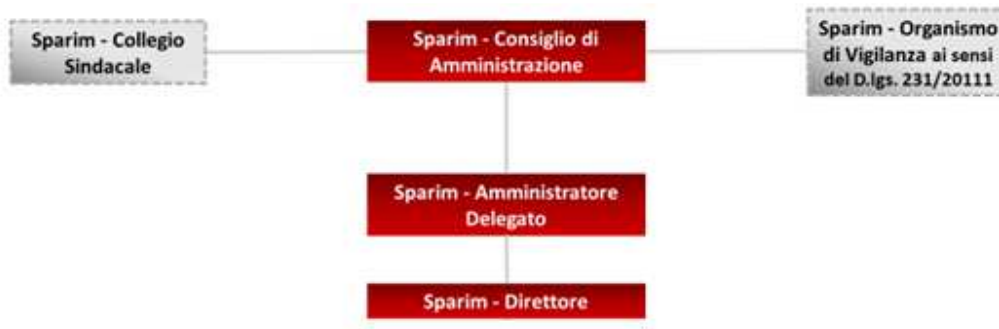 Sparim - Collegio
Sindacale
Sparim - Consiglio di
Amministrazione
Sparim - Organismo
di Vigilanza ai sensi
del D.lgs. 231/20111
Sparim - Amministratore
Delegato
Sparim - Direttore